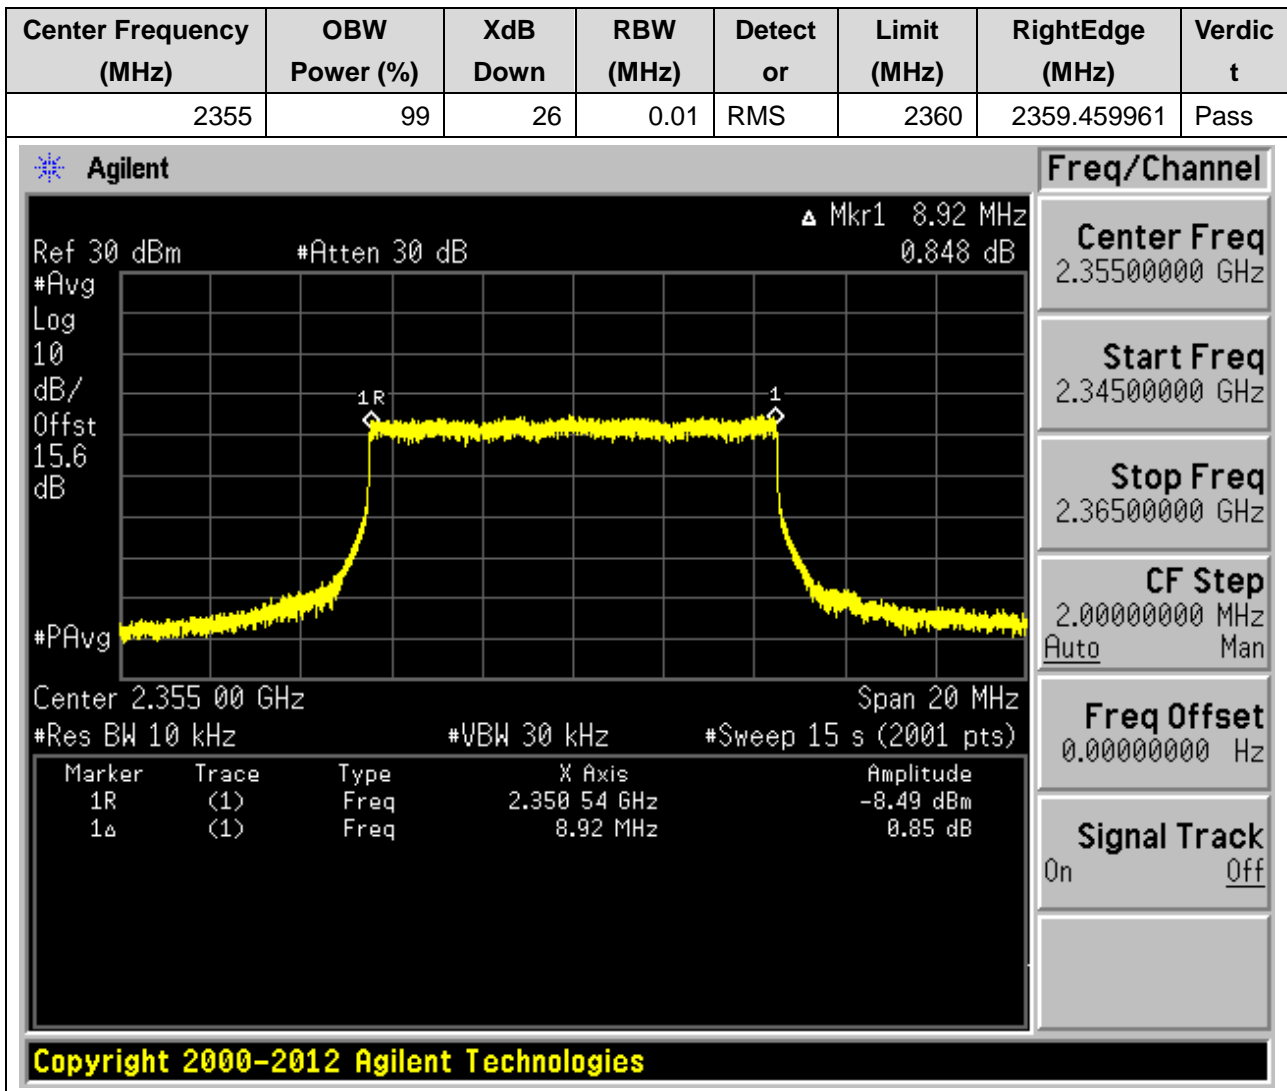 Center Frequency (MHz) OBW Power (%) XdB Down RBW (MHz) Detect or Limit (MHz) RightEdge (MHz) Verdic t
2355 99 26 0.01 RMS 2360 2359.459961 Pass
Agilent
Freq/Channel
Δ Mkr1 8.92 MHz
Ref 30 dBm #Atten 30 dB 0.848 dB
#Avg
Log
10
dB/
Offst
15.6
dB
#PAvg
1R
1
Center 2.355 00 GHz Span 20 MHz
#Res BW 10 kHz #VBW 30 kHz #Sweep 15 s (2001 pts)
Marker Trace Type X Axis Amplitude
1R (1) Freq 2.350 54 GHz -8.49 dBm
1Δ (1) Freq 8.92 MHz 0.85 dB
Center Freq
2.35500000 GHz
Start Freq
2.34500000 GHz
Stop Freq
2.36500000 GHz
CF Step
2.00000000 MHz
Auto Man
Freq Offset
0.00000000 Hz
Signal Track
On Off
Copyright 2000-2012 Agilent Technologies